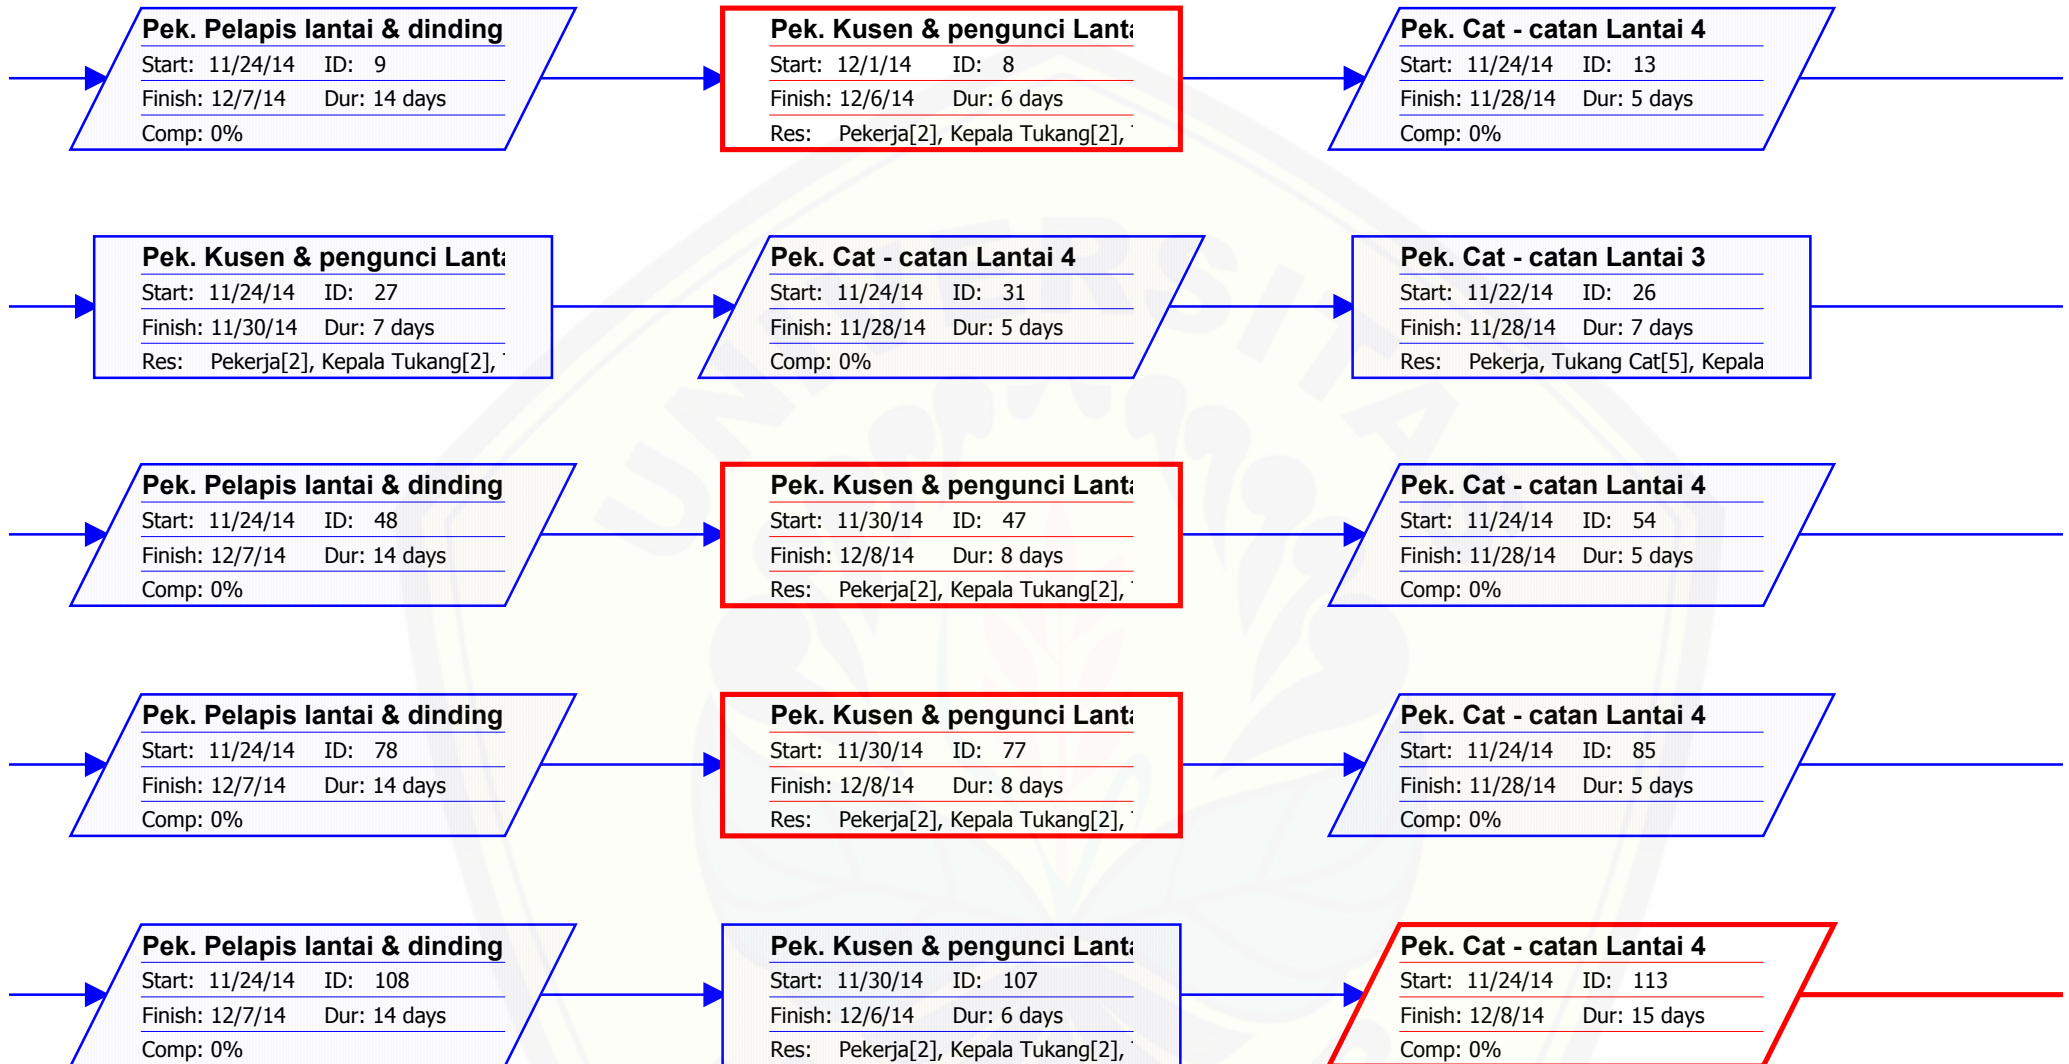 Pek. Pelapis lantai & dinding
Start: 11/24/14 ID: 9
Finish: 12/7/14 Dur: 14 days
Comp: 0%
Pek. Kusen & pengunci Lanta
Start: 12/1/14 ID: 8
Finish: 12/6/14 Dur: 6 days
Res: Pekerja[2], Kepala Tukang[2],
Pek. Cat - catan Lantai 4
Start: 11/24/14 ID: 13
Finish: 11/28/14 Dur: 5 days
Comp: 0%
Pek. Kusen & pengunci Lanta
Start: 11/24/14 ID: 27
Finish: 11/30/14 Dur: 7 days
Res: Pekerja[2], Kepala Tukang[2],
Pek. Cat - catan Lantai 4
Start: 11/24/14 ID: 31
Finish: 11/28/14 Dur: 5 days
Comp: 0%
Pek. Cat - catan Lantai 3
Start: 11/22/14 ID: 26
Finish: 11/28/14 Dur: 7 days
Res: Pekerja, Tukang Cat[5], Kepala
Pek. Pelapis lantai & dinding
Start: 11/24/14 ID: 48
Finish: 12/7/14 Dur: 14 days
Comp: 0%
Pek. Kusen & pengunci Lanta
Start: 11/30/14 ID: 47
Finish: 12/8/14 Dur: 8 days
Res: Pekerja[2], Kepala Tukang[2],
Pek. Cat - catan Lantai 4
Start: 11/24/14 ID: 54
Finish: 11/28/14 Dur: 5 days
Comp: 0%
Pek. Pelapis lantai & dinding
Start: 11/24/14 ID: 78
Finish: 12/7/14 Dur: 14 days
Comp: 0%
Pek. Kusen & pengunci Lanta
Start: 11/30/14 ID: 77
Finish: 12/8/14 Dur: 8 days
Res: Pekerja[2], Kepala Tukang[2],
Pek. Cat - catan Lantai 4
Start: 11/24/14 ID: 85
Finish: 11/28/14 Dur: 5 days
Comp: 0%
Pek. Pelapis lantai & dinding
Start: 11/24/14 ID: 108
Finish: 12/7/14 Dur: 14 days
Comp: 0%
Pek. Kusen & pengunci Lanta
Start: 11/30/14 ID: 107
Finish: 12/6/14 Dur: 6 days
Res: Pekerja[2], Kepala Tukang[2],
Pek. Cat - catan Lantai 4
Start: 11/24/14 ID: 113
Finish: 12/8/14 Dur: 15 days
Comp: 0%
UNIVERSITA